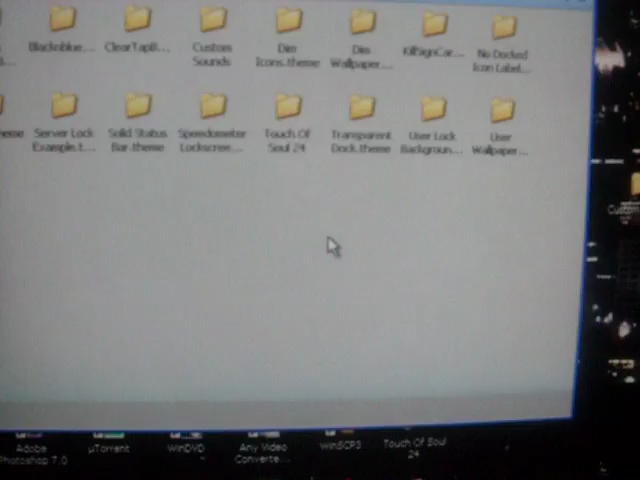 Blacknblue...
ClearTapB...
Custom
Sounds
Dim
Icons.theme
Dim
Wallpaper...
KillSignCar...
No Docked
Icon Label...
Server Lock
Example.t...
Solid Status
Bar.theme
Speedometer
Lockscree...
Touch Of
Soul 24
Transparent
Dock.theme
User Lock
Backgroun...
User
Wallpaper...
Custom
Adobe
Photoshop 7.0
µTorrent
WinDVD
Any Video
Converte...
WinSCP3
Touch Of Soul
24